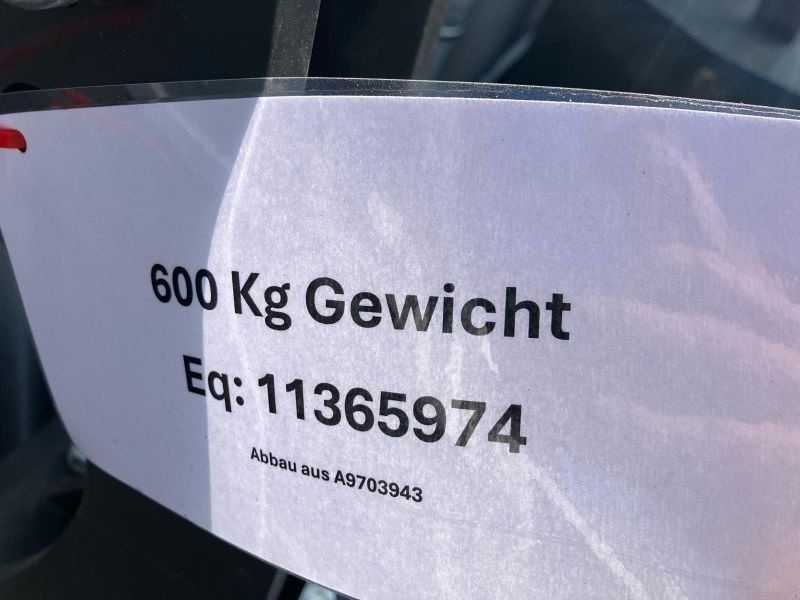 600 Kg Gewicht
Eq: 11365974
Abbau aus A9703943